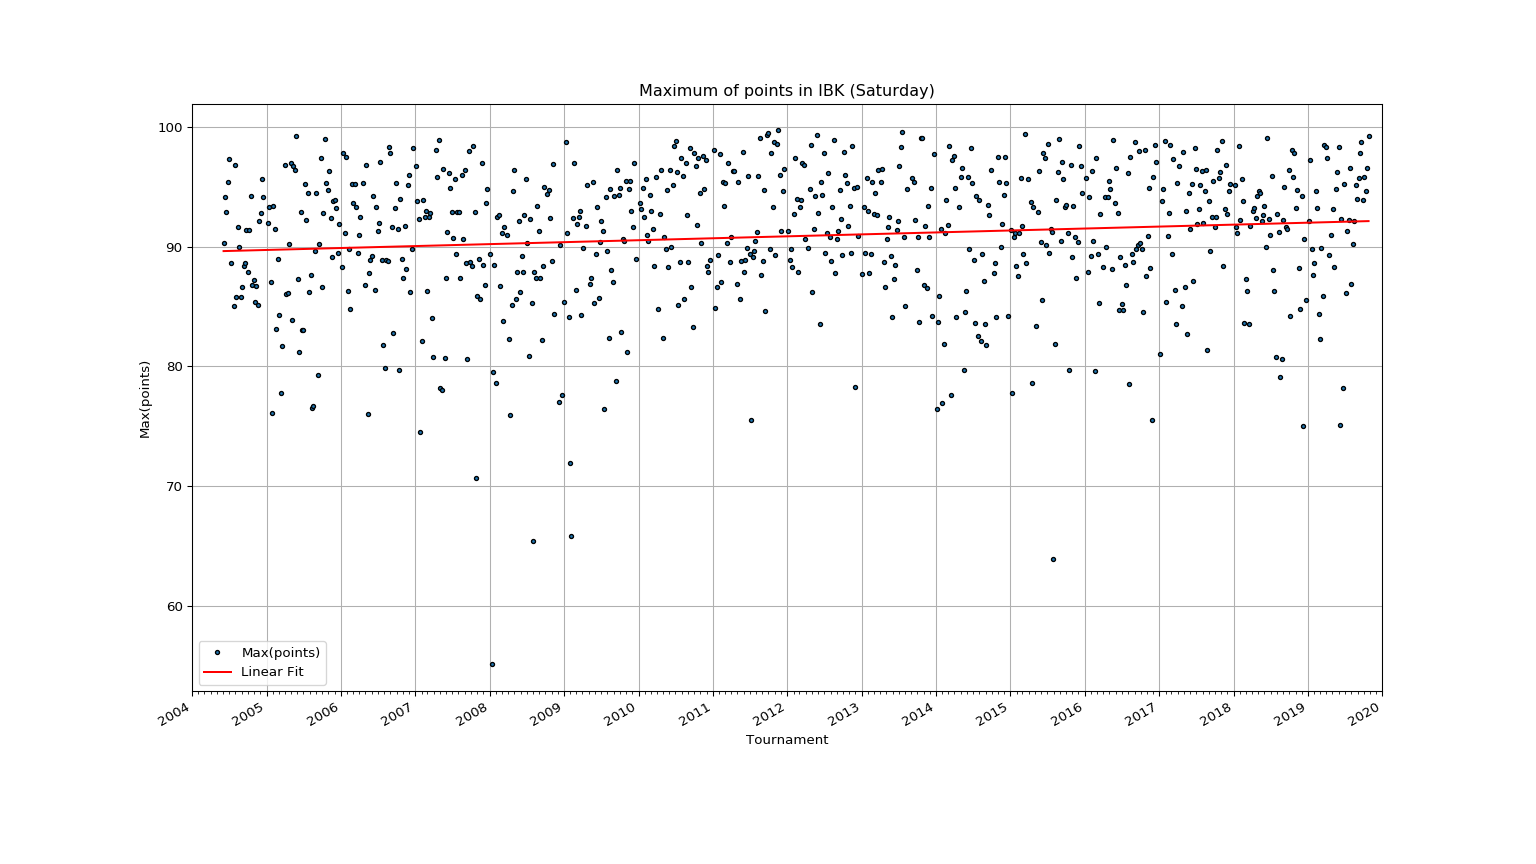 Maximum of points in IBK (Saturday)
100
90
80
70
60
Max(points)
Max(points)
Linear Fit
2004 2005 2006 2007 2008 2009 2010 2011 2012 2013 2014 2015 2016 2017 2018 2019 2020
Tournament